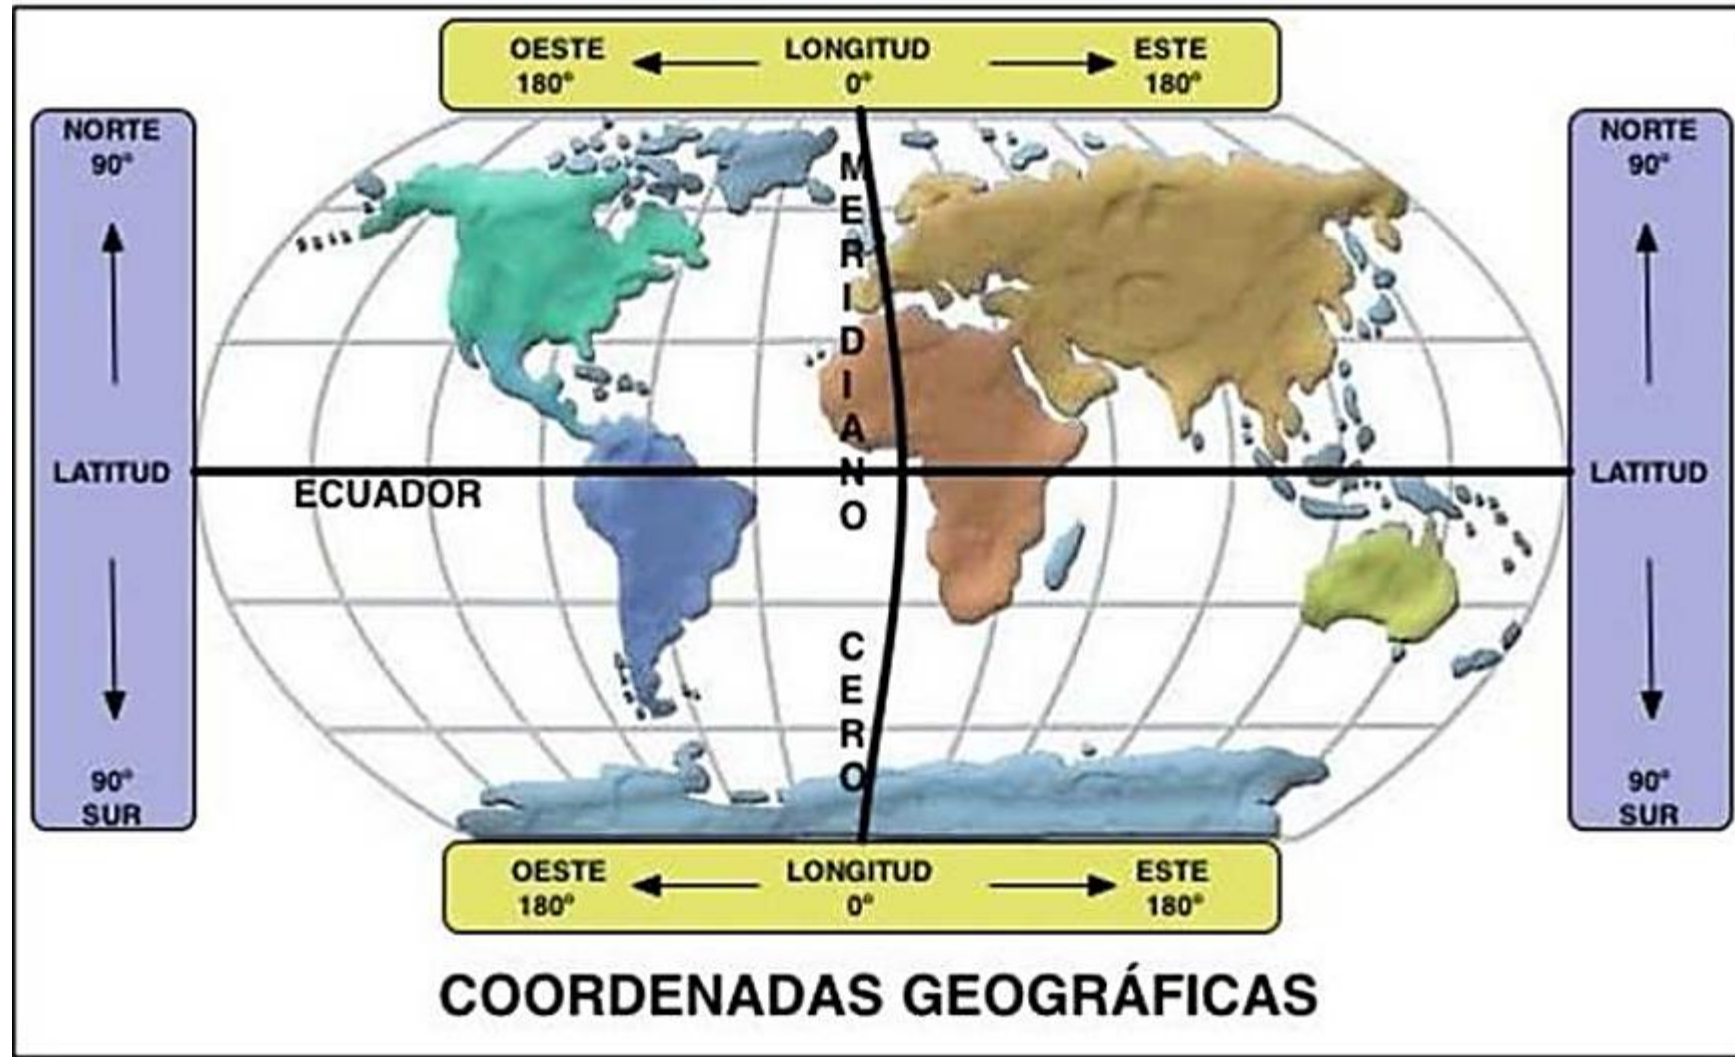 OESTE LONGITUD ESTE
180° 0° 180°
NORTE
90°
LATITUD
90°
SUR
MERIDIANO CERO
ECUADOR
NORTE
90°
LATITUD
90°
SUR
OESTE LONGITUD ESTE
180° 0° 180°
COORDENADAS GEOGRÁFICAS